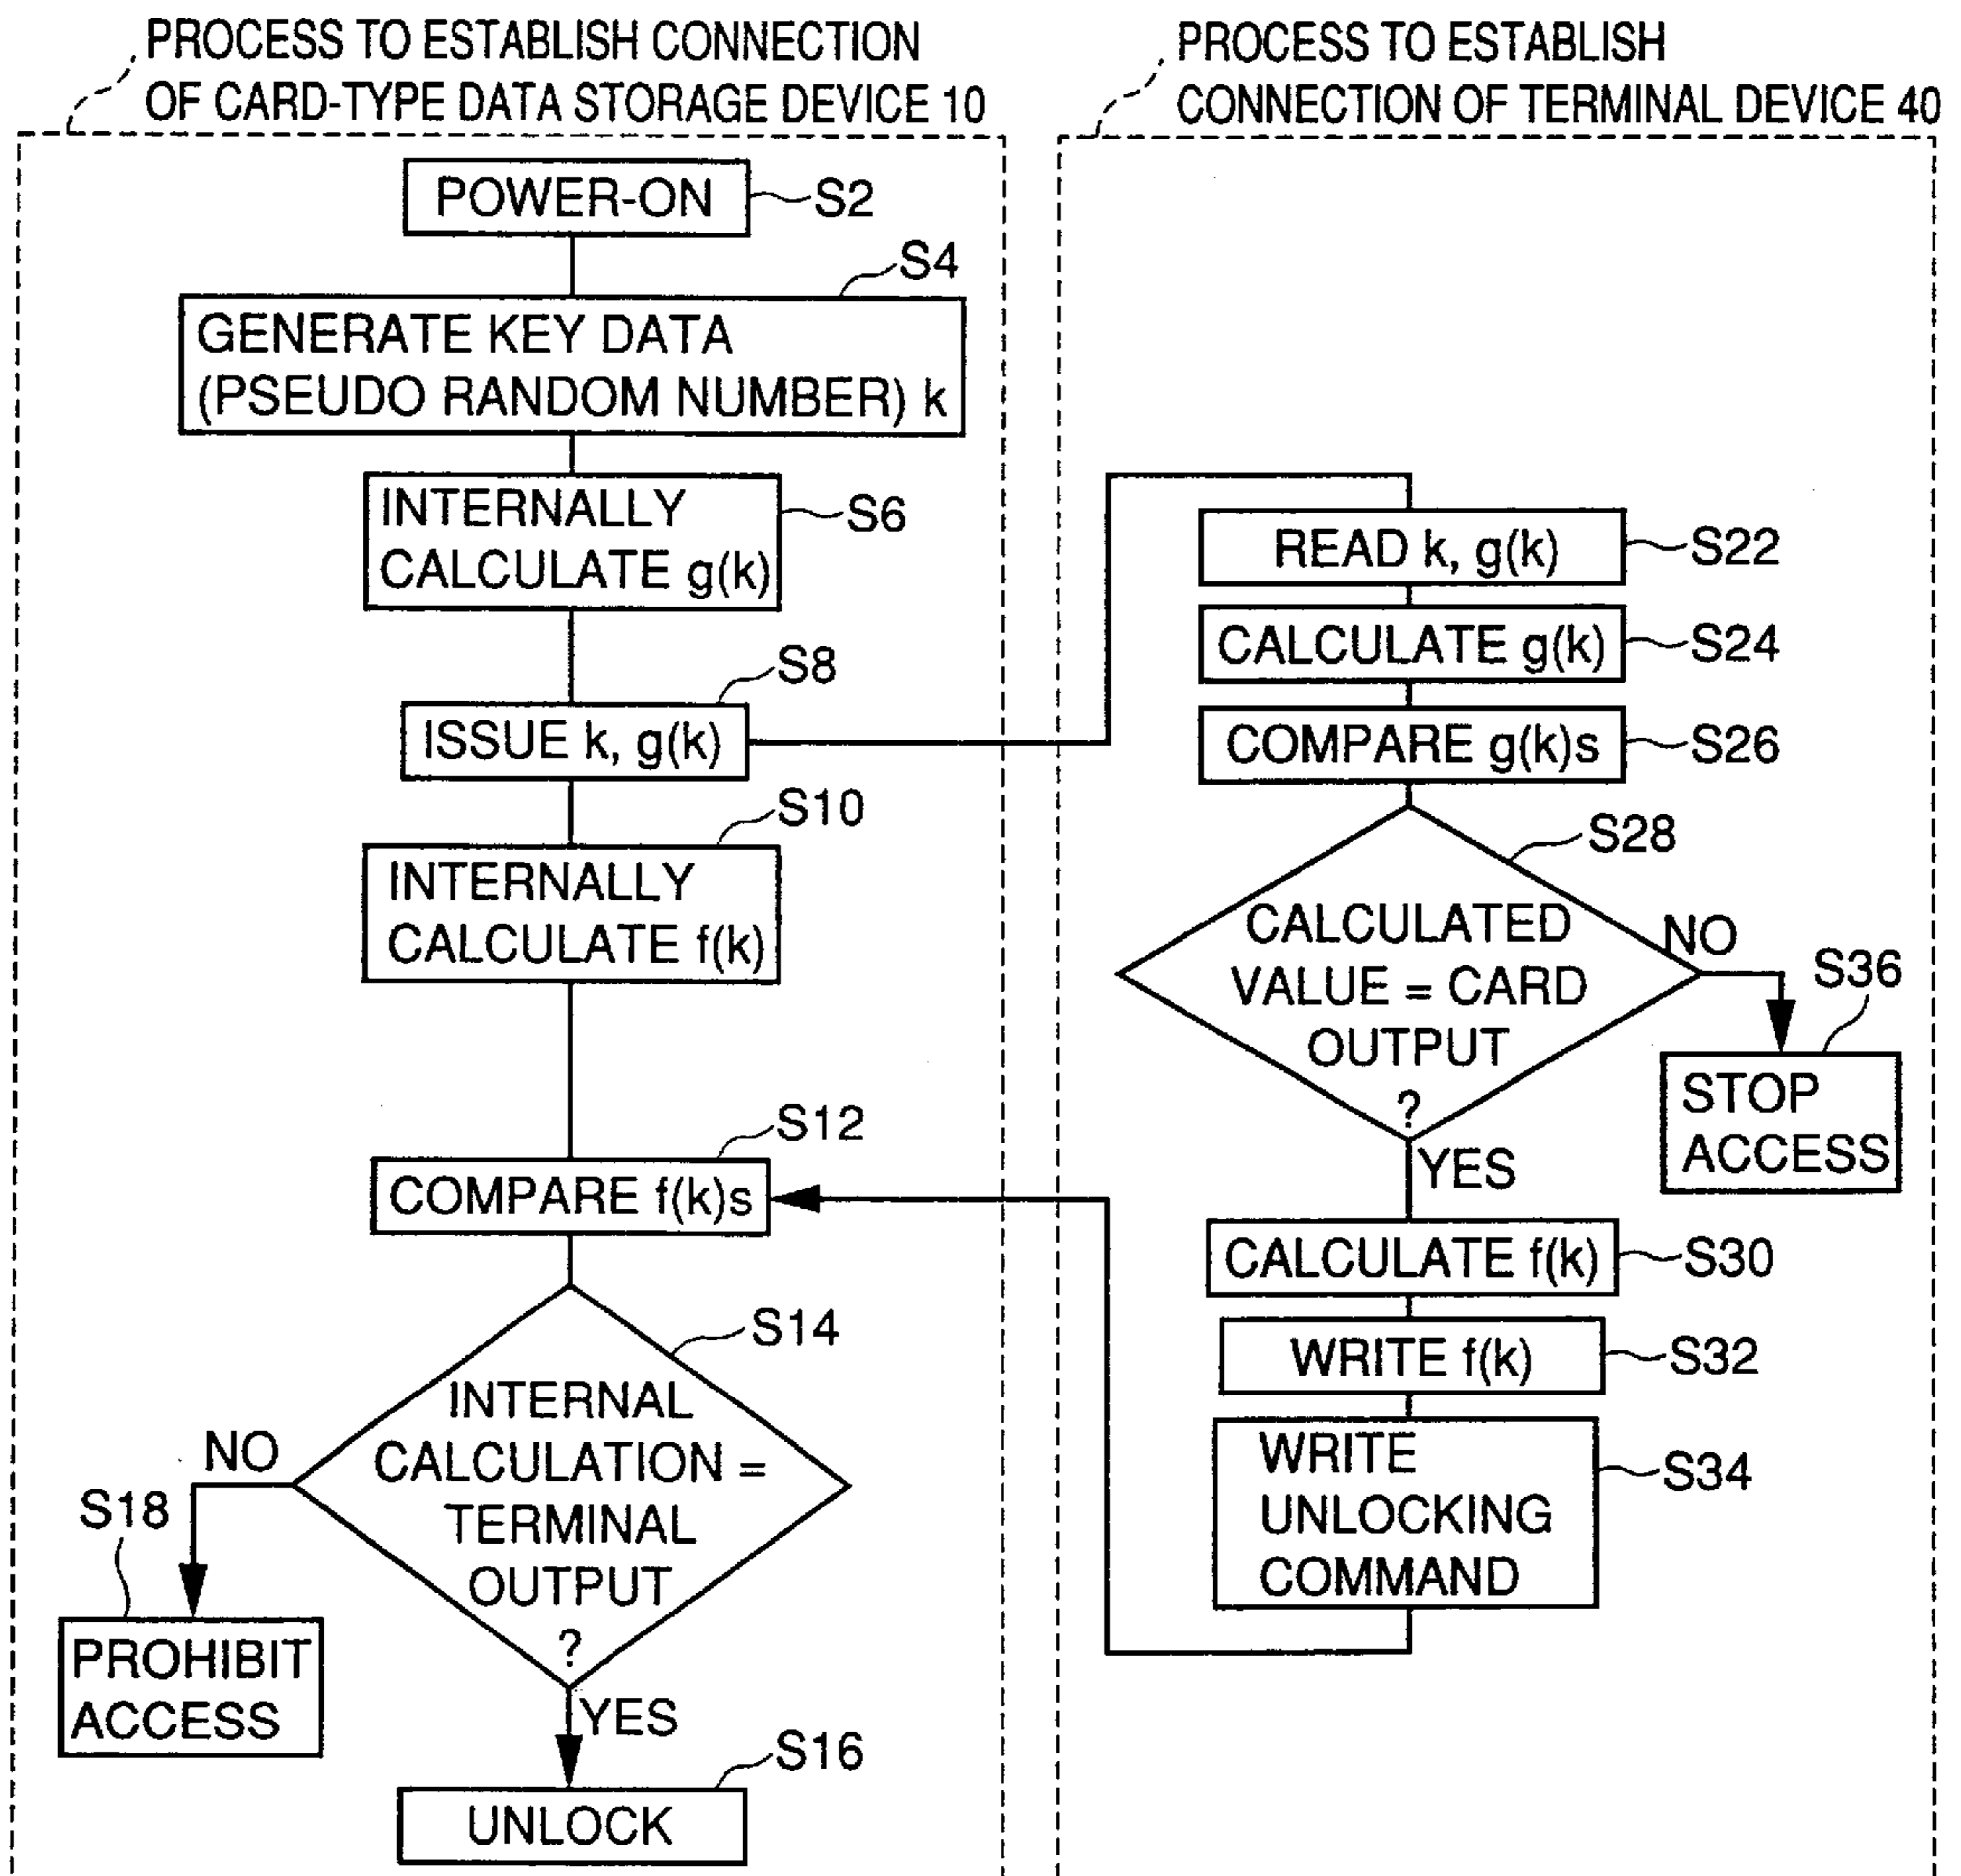 PROCESS TO ESTABLISH CONNECTION
OF CARD-TYPE DATA STORAGE DEVICE 10
POWER-ON
S2
S4
GENERATE KEY DATA
(PSEUDO RANDOM NUMBER) k
INTERNALLY
CALCULATE g(k)
S6
S8
ISSUE k, g(k)
S10
INTERNALLY
CALCULATE f(k)
S12
COMPARE f(k)s
S14
INTERNAL
CALCULATION =
TERMINAL
OUTPUT
?
NO
S18
PROHIBIT
ACCESS
YES
S16
UNLOCK
PROCESS TO ESTABLISH
CONNECTION OF TERMINAL DEVICE 40
READ k, g(k)
S22
CALCULATE g(k)
S24
COMPARE g(k)s
S26
S28
CALCULATED
VALUE = CARD
OUTPUT
?
NO
S36
STOP
ACCESS
YES
CALCULATE f(k)
S30
WRITE f(k)
S32
WRITE
UNLOCKING
COMMAND
S34